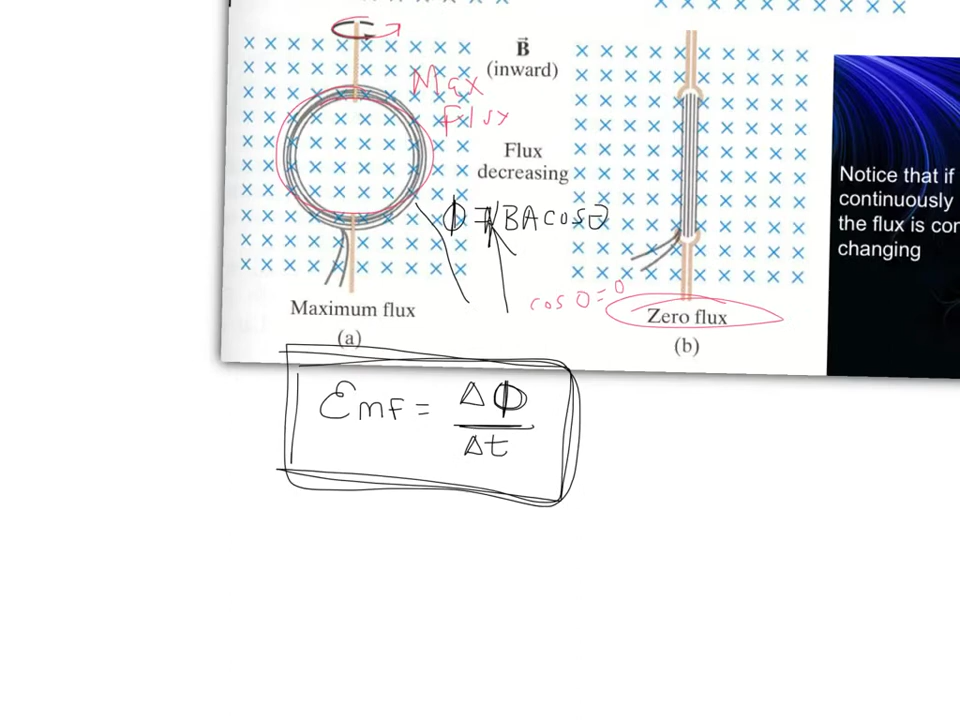 B
(inward)
Max
Flux
Flux
decreasing
Φ = BA cos θ
cos θ = 0
Maximum flux
(a)
Zero flux
(b)
Notice that if
continuously
the flux is con
changing
Emf = ΔΦ / Δt